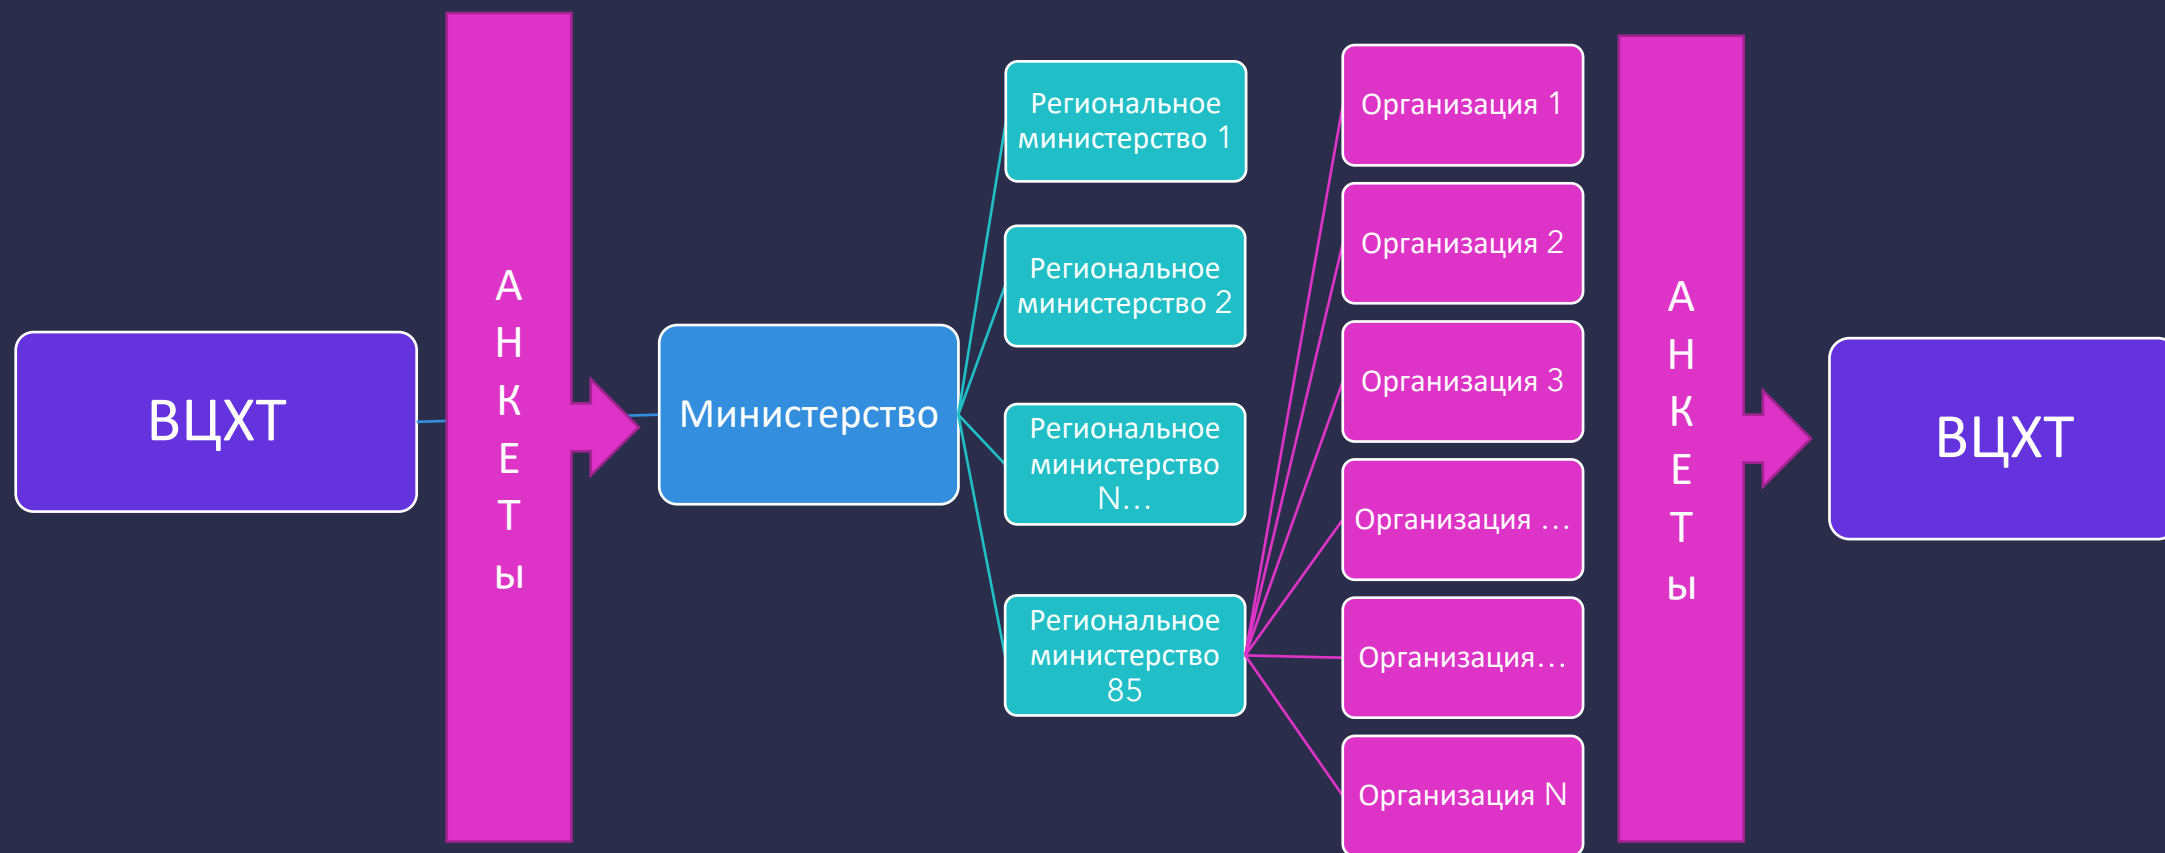 ВЦХТ
А
Н
К
Е
Т
ы
Министерство
Региональное
министерство 1
Региональное
министерство 2
Региональное
министерство
N...
Региональное
министерство
85
Организация 1
Организация 2
Организация 3
Организация ...
Организация...
Организация N
А
Н
К
Е
Т
ы
ВЦХТ